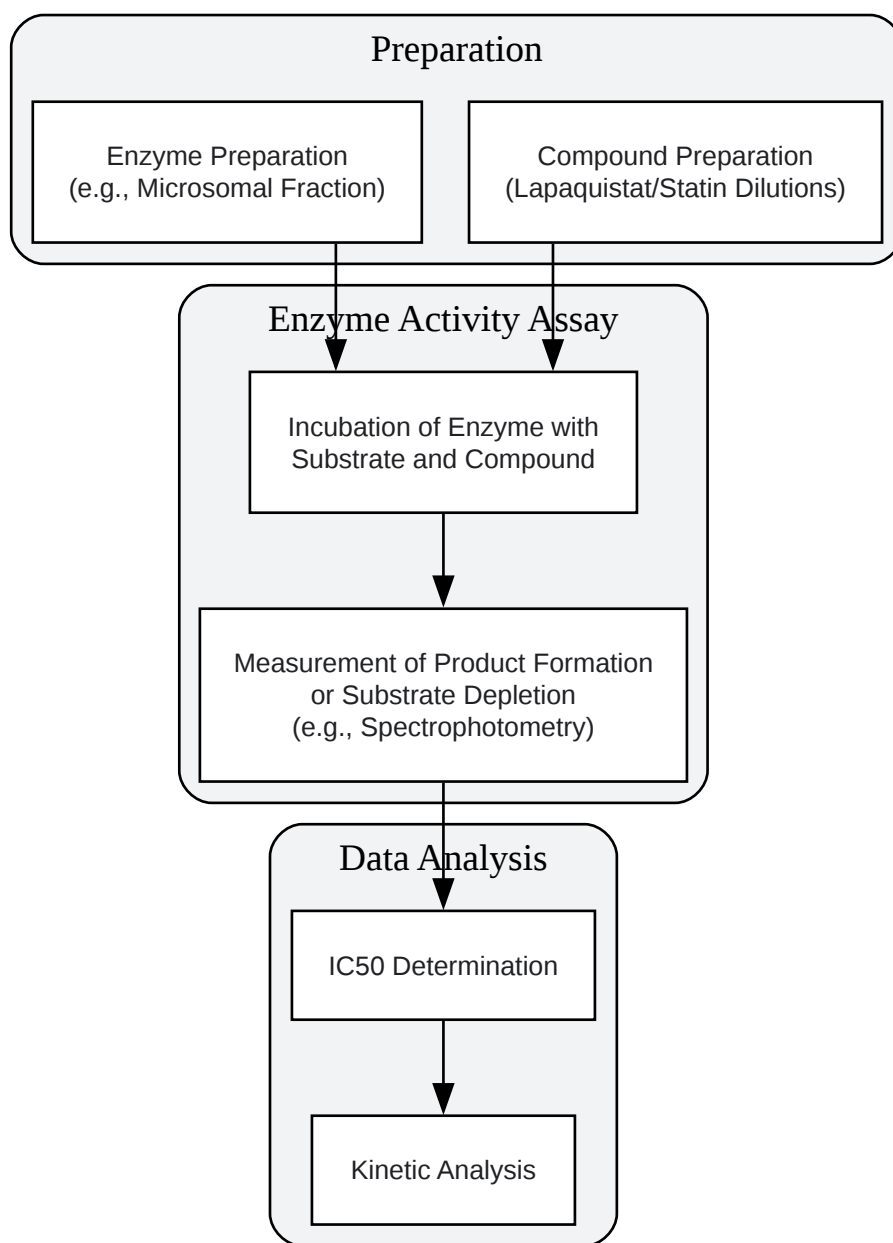 Preparation
Enzyme Preparation
(e.g., Microsomal Fraction)
Compound Preparation
(Lapaquistat/Statin Dilutions)
Enzyme Activity Assay
Incubation of Enzyme with
Substrate and Compound
Measurement of Product Formation
or Substrate Depletion
(e.g., Spectrophotometry)
Data Analysis
IC50 Determination
Kinetic Analysis